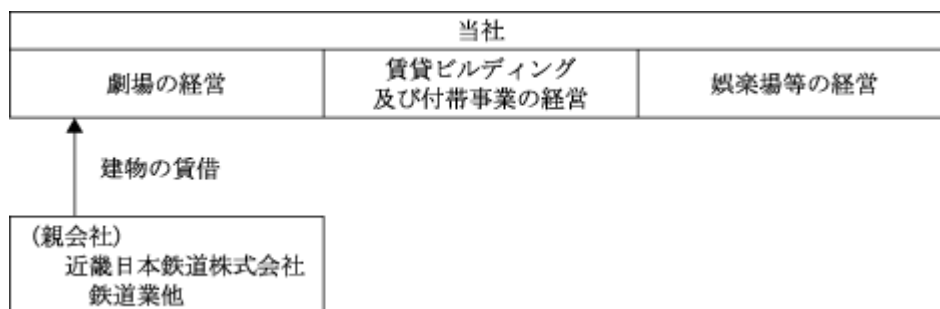 当社
劇場の経営
賃貸ビルディング
及び付帯事業の経営
娯楽場等の経営
建物の賃借
(親会社)
近畿日本鉄道株式会社
鉄道業他